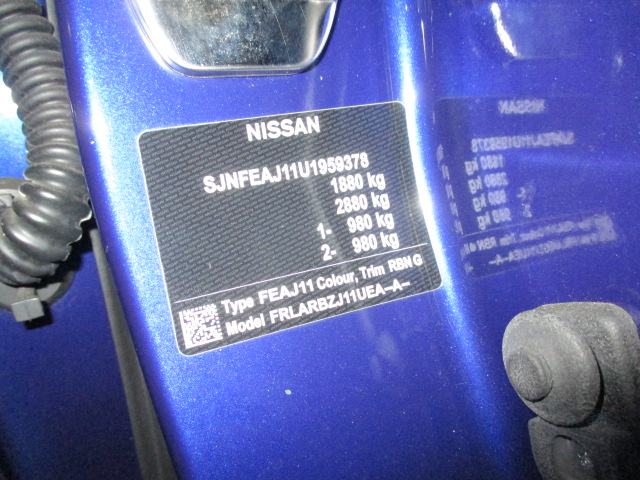 NISSAN
SJNFEAJ11U1959378
1880 kg
2880 kg
1- 980 kg
2- 980 kg
Type FEAJ11 Colour, Trim RBN G
Model FRLARBZJ11UEA-A-